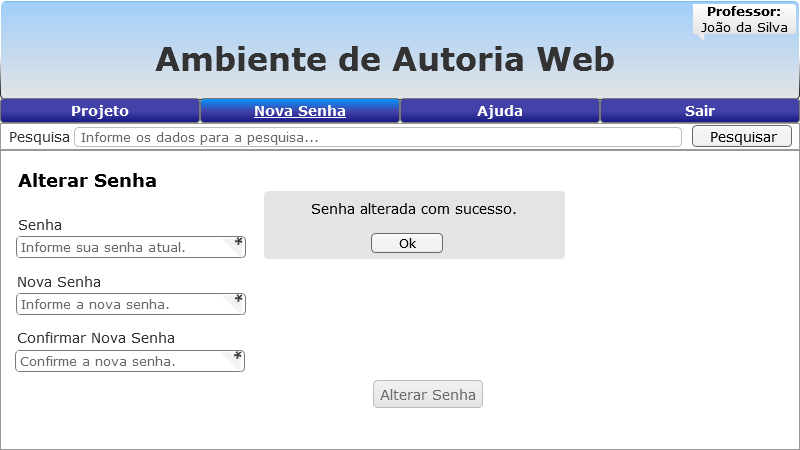 Professor:
João da Silva
Ambiente de Autoria Web
Projeto Nova Senha Ajuda Sair
Pesquisa Informe os dados para a pesquisa... Pesquisar
Alterar Senha
Senha alterada com sucesso.
Ok
Senha
Informe sua senha atual. *
Nova Senha
Informe a nova senha. *
Confirmar Nova Senha
Confirme a nova senha. *
Alterar Senha